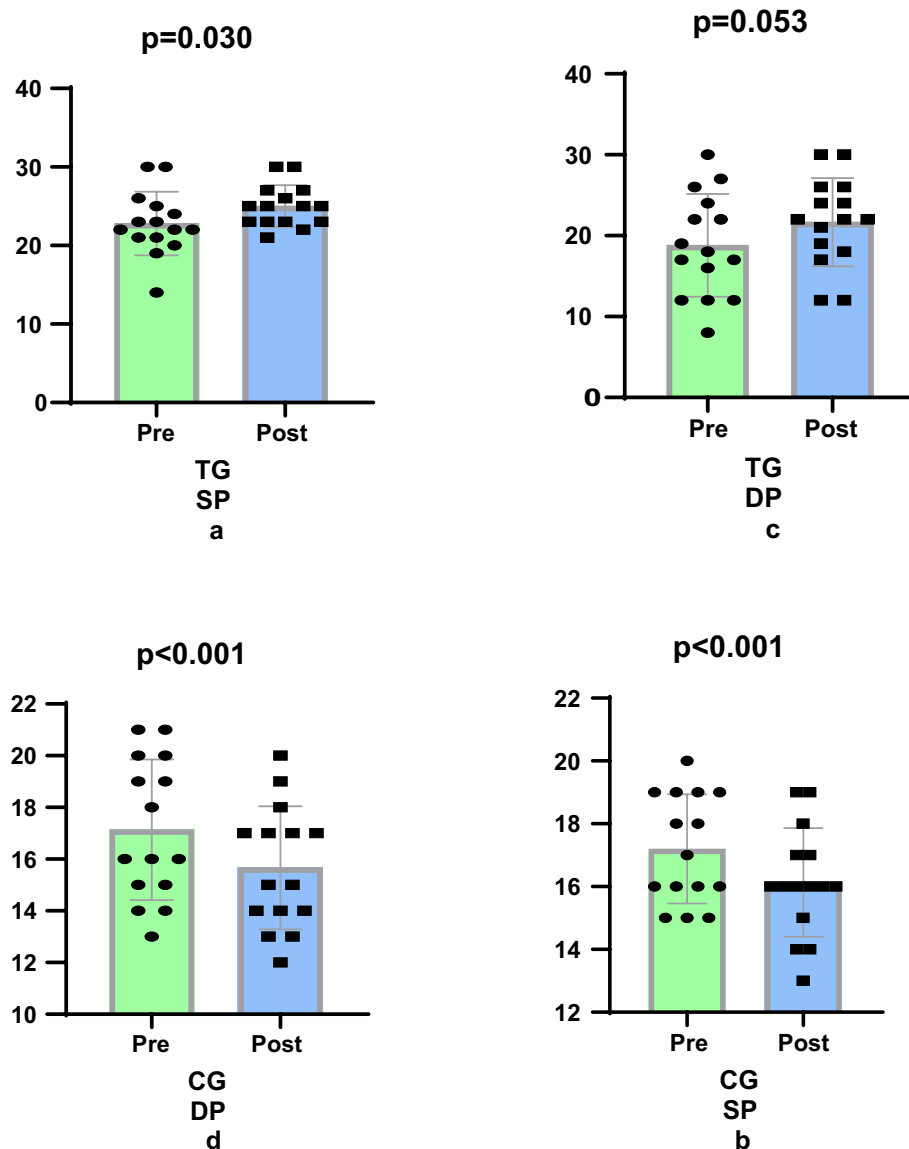 p=0.030
40
30
20
10
0
Pre Post
TG
SP
a
p=0.053
40
30
20
10
0
Pre Post
TG
DP
c
p<0.001
22
20
18
16
14
12
10
Pre Post
CG
DP
d
p<0.001
22
20
18
16
14
12
Pre Post
CG
SP
b